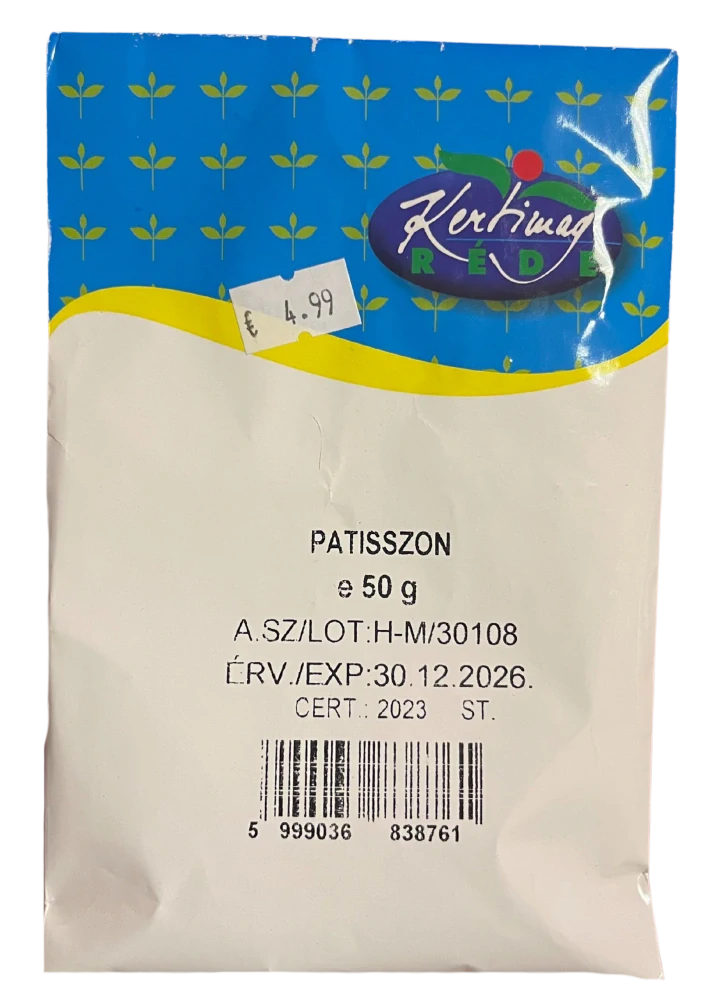 Kertimag
RÉDE
€ 4.99
PATISSZON
e 50 g
A.SZ/LOT:H-M/30108
ÉRV./EXP:30.12.2026.
CERT.: 2023 ST.
5 999036 838761